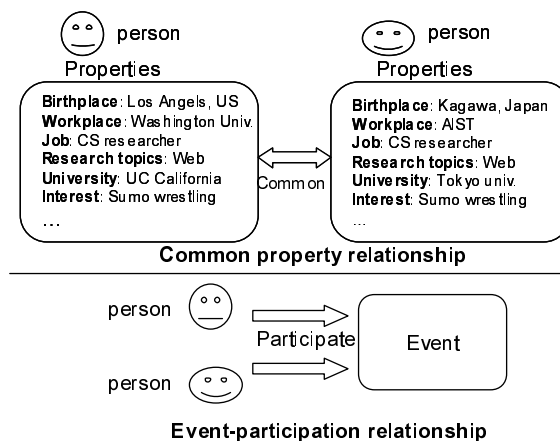 person
Properties
Birthplace: Los Angels, US
Workplace: Washington Univ.
Job: CS researcher
Research topics: Web
University: UC California
Interest: Sumo wrestling
...
Common
person
Properties
Birthplace: Kagawa, Japan
Workplace: AIST
Job: CS researcher
Research topics: Web
University: Tokyo univ.
Interest: Sumo wrestling
...
Common property relationship
person
Participate
person
Event
Event-participation relationship